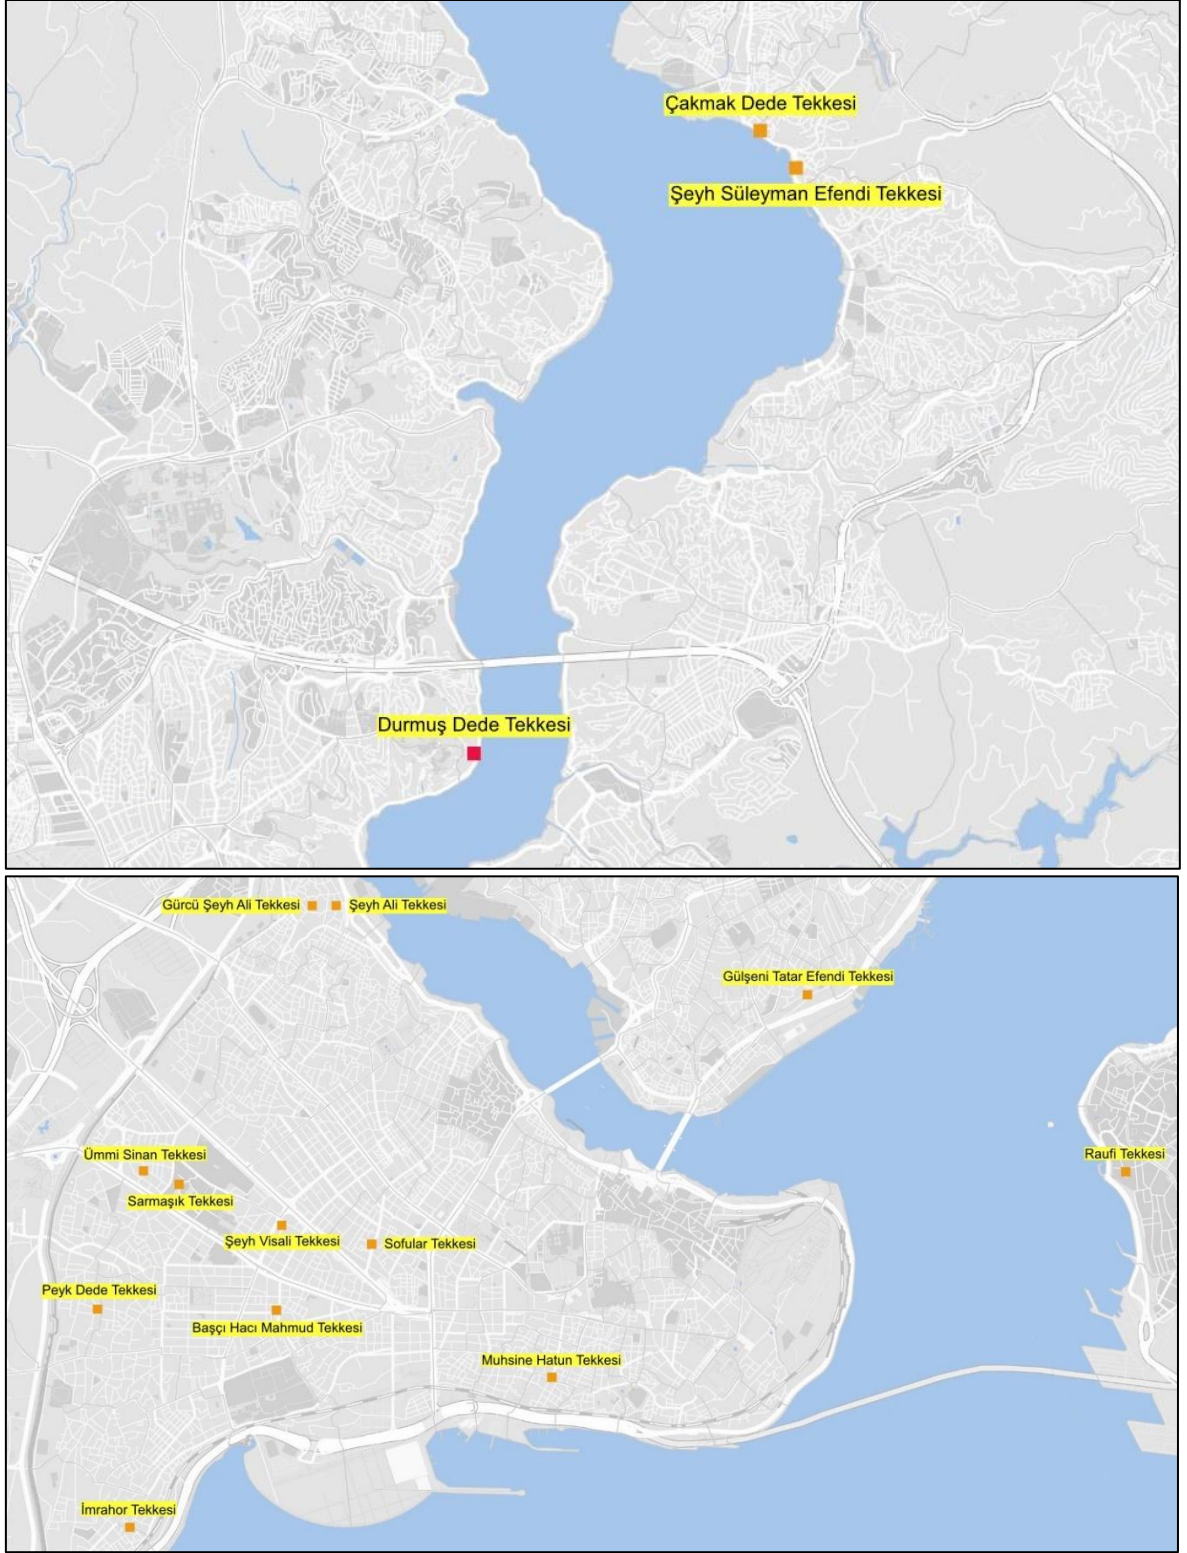 Çakmak Dede Tekkesi
Şeyh Süleyman Efendi Tekkesi
Durmuş Dede Tekkesi
Gürcü Şeyh Ali Tekkesi
Şeyh Ali Tekkesi
Gülşeni Tatar Efendi Tekkesi
Ümmi Sinan Tekkesi
Raufi Tekkesi
Sarmaşık Tekkesi
Şeyh Visali Tekkesi
Sofular Tekkesi
Peyk Dede Tekkesi
Başçı Hacı Mahmud Tekkesi
Muhsine Hatun Tekkesi
İmrahor Tekkesi